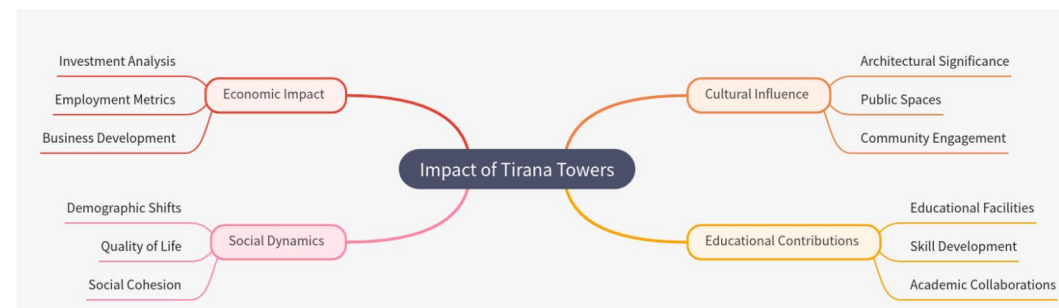 Impact of Tirana Towers
Economic Impact
Investment Analysis
Employment Metrics
Business Development
Social Dynamics
Demographic Shifts
Quality of Life
Social Cohesion
Cultural Influence
Architectural Significance
Public Spaces
Community Engagement
Educational Contributions
Educational Facilities
Skill Development
Academic Collaborations